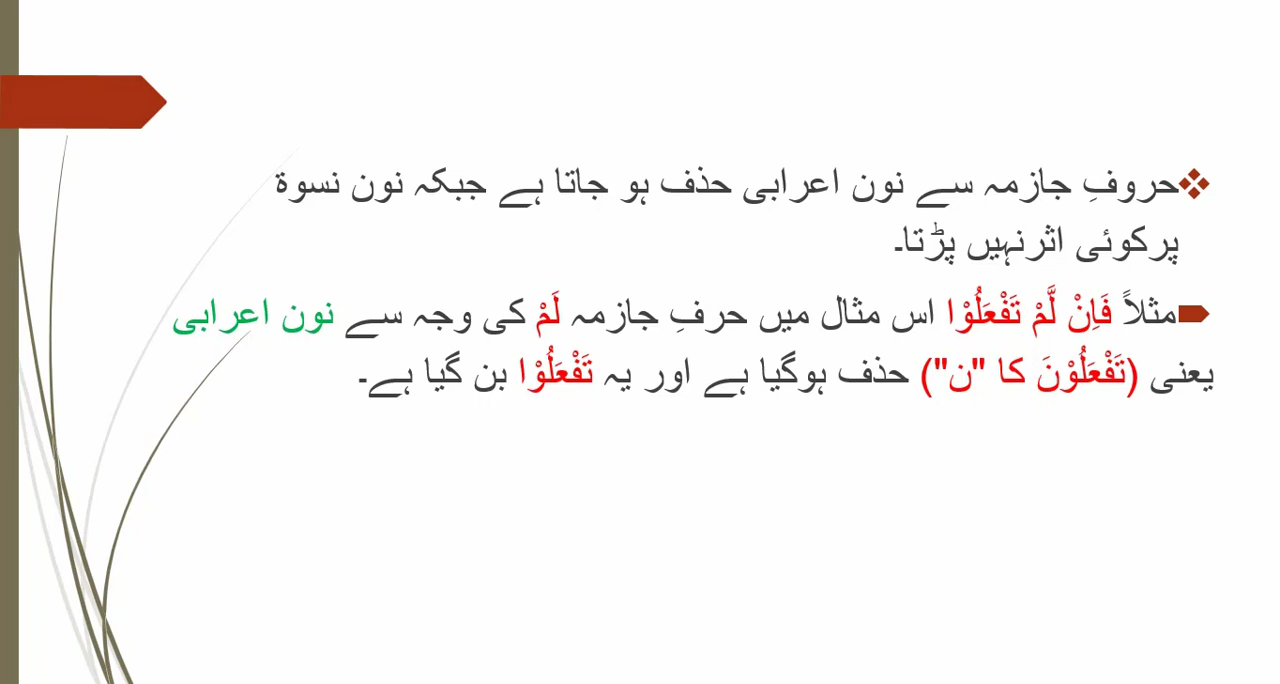 حروفِ جازمہ سے نون اعرابی حذف ہو جاتا ہے جبکہ نون نسوۃ
پرکوئی اثرنہیں پڑتا۔
مثلاً فَاِنْ لَّمْ تَفْعَلُوْا اس مثال میں حرفِ جازمہ لَمْ کی وجہ سے نون اعرابی
یعنی (تَفْعَلُوْنَ کا "ن") حذف ہوگیا ہے اور یہ تَفْعَلُوْا بن گیا ہے۔